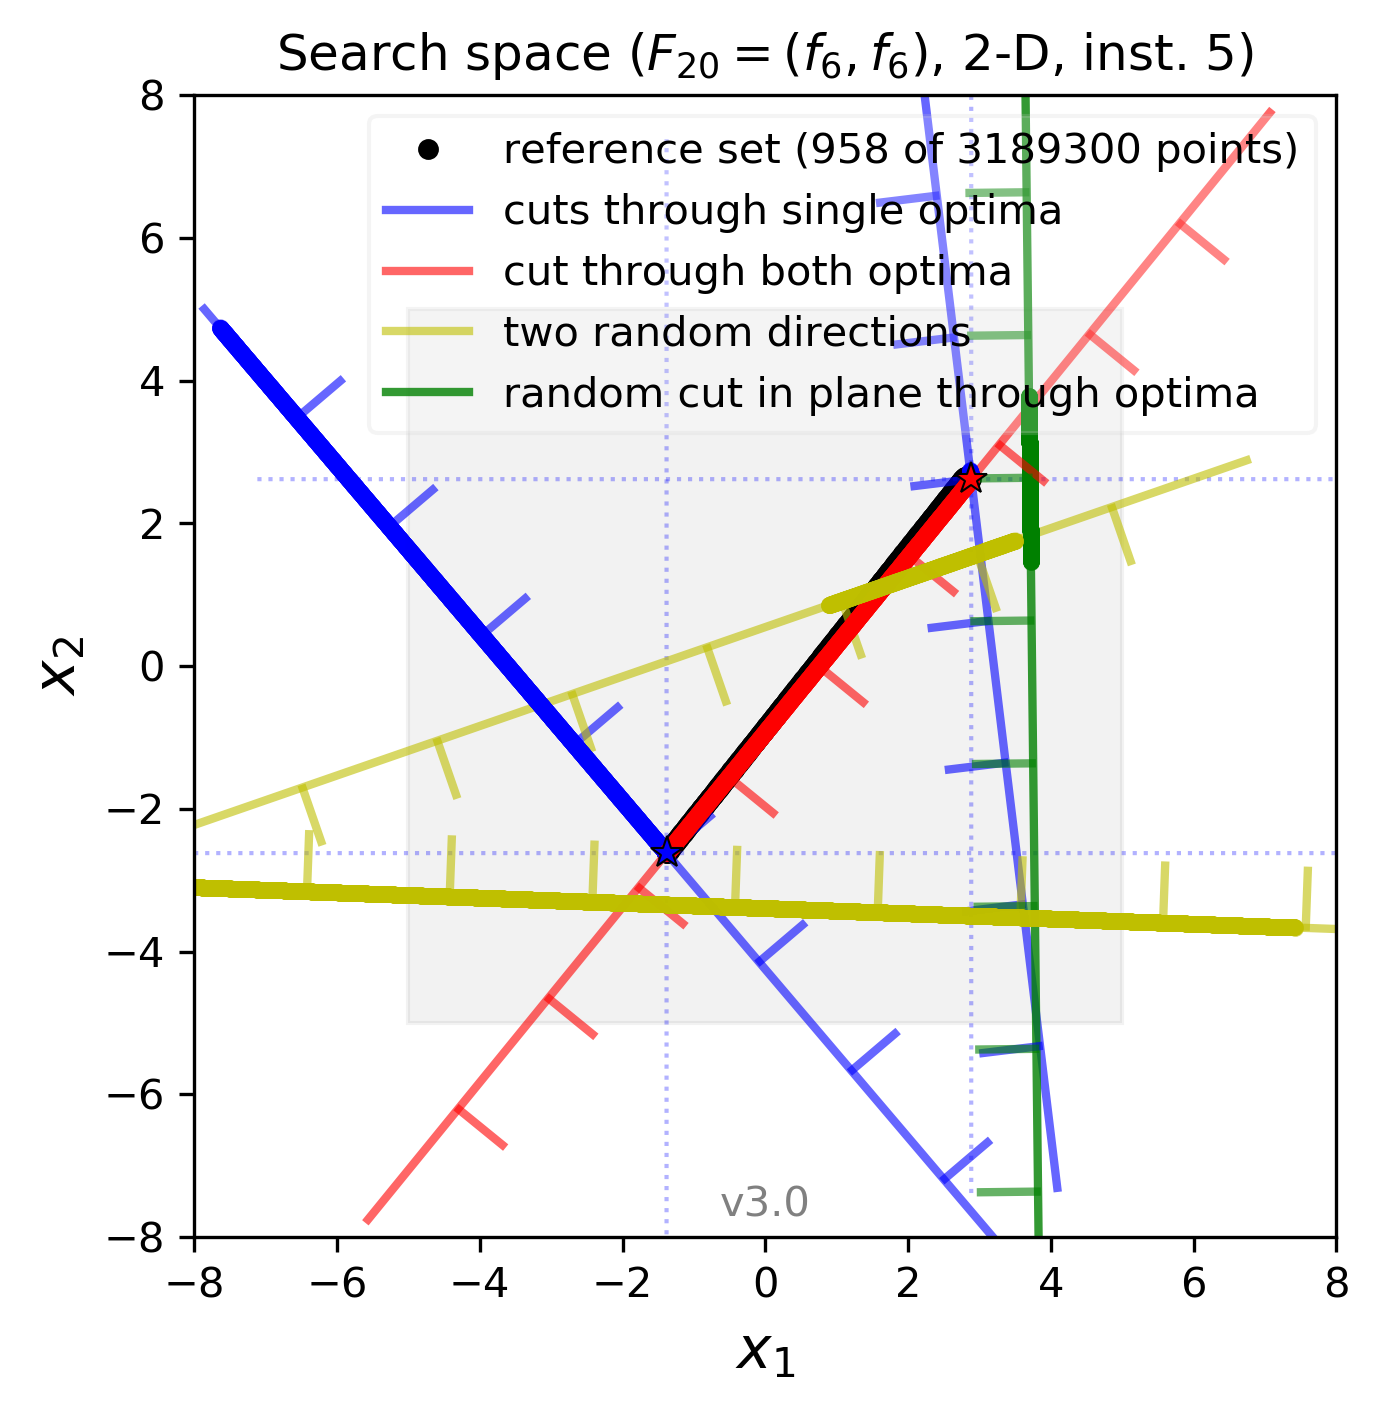 Search space (F₂₀ = (f₆, f₆), 2-D, inst. 5)
reference set (958 of 3189300 points)
cuts through single optima
cut through both optima
two random directions
random cut in plane through optima
8
6
4
2
0
−2
−4
−6
−8
x₂
v3.0
−8 −6 −4 −2 0 2 4 6 8
x₁